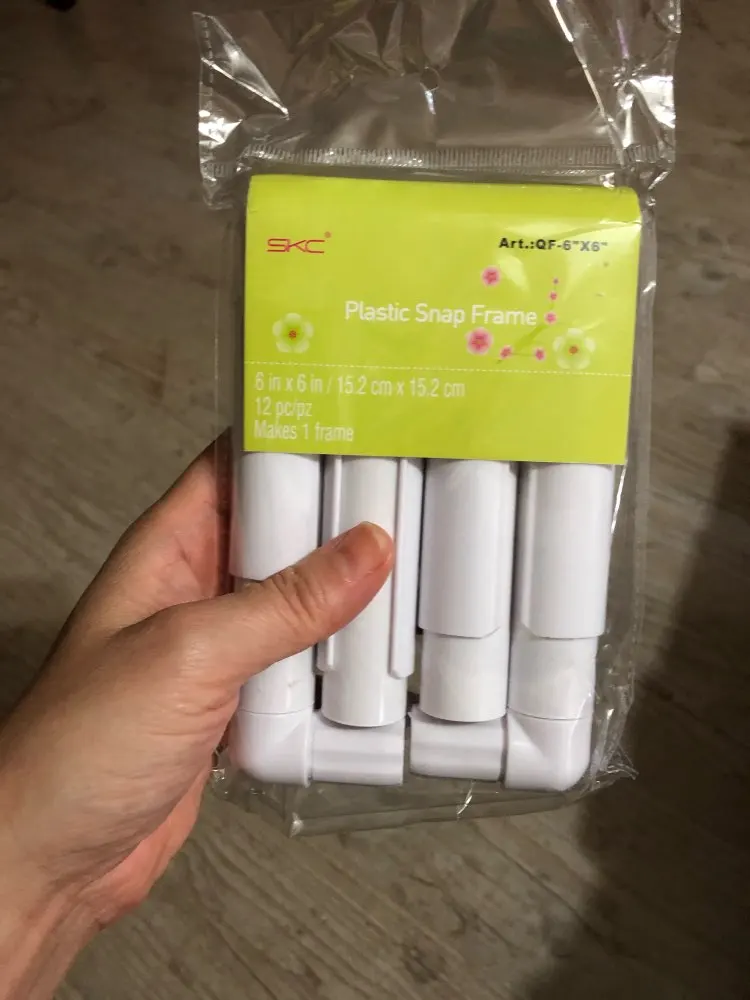 SKC®
Art.:QF-6"X6"
Plastic Snap Frame
6 in x 6 in / 15.2 cm x 15.2 cm
12 pc/pz
Makes 1 frame